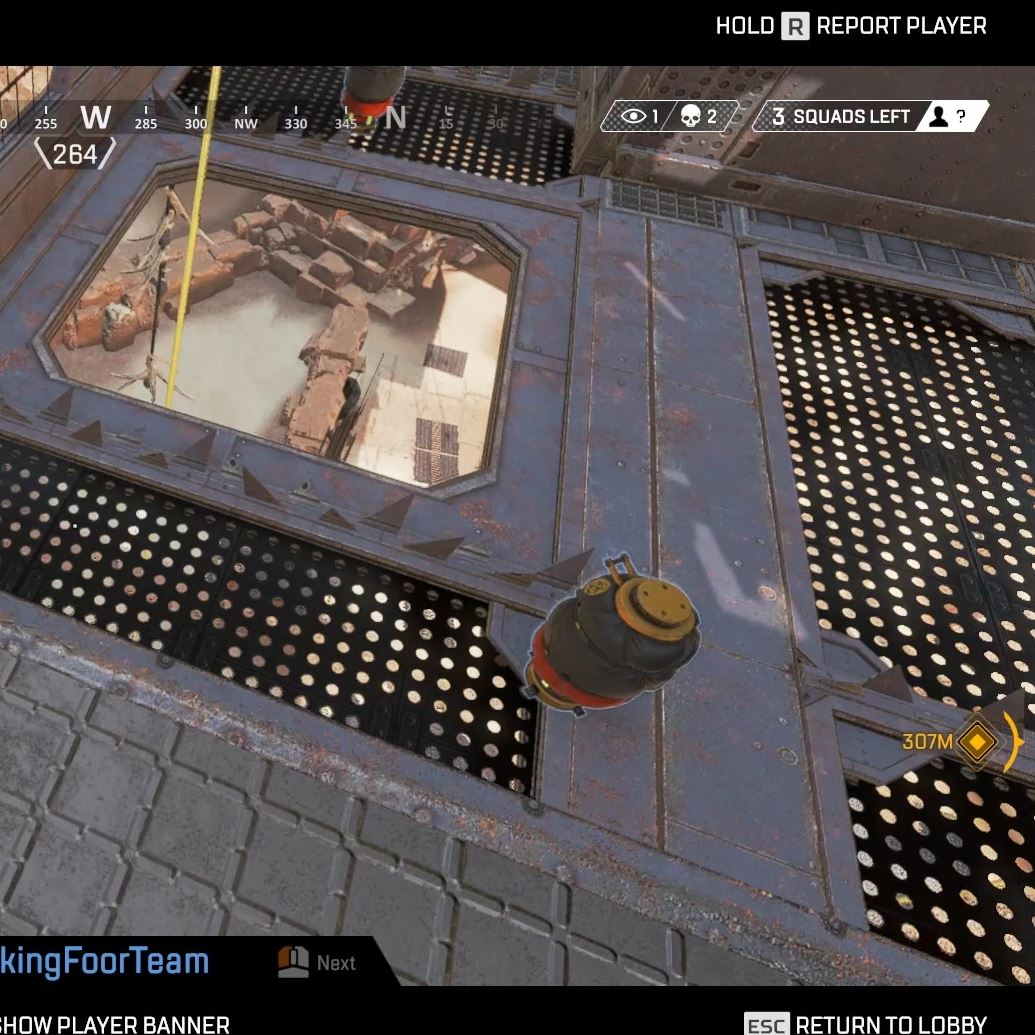 HOLD R REPORT PLAYER
255 W 285 300 NW 330 345 N 15 30
264
1 2
3 SQUADS LEFT ?
307M
kingFoorTeam
Next
SHOW PLAYER BANNER
ESC RETURN TO LOBBY